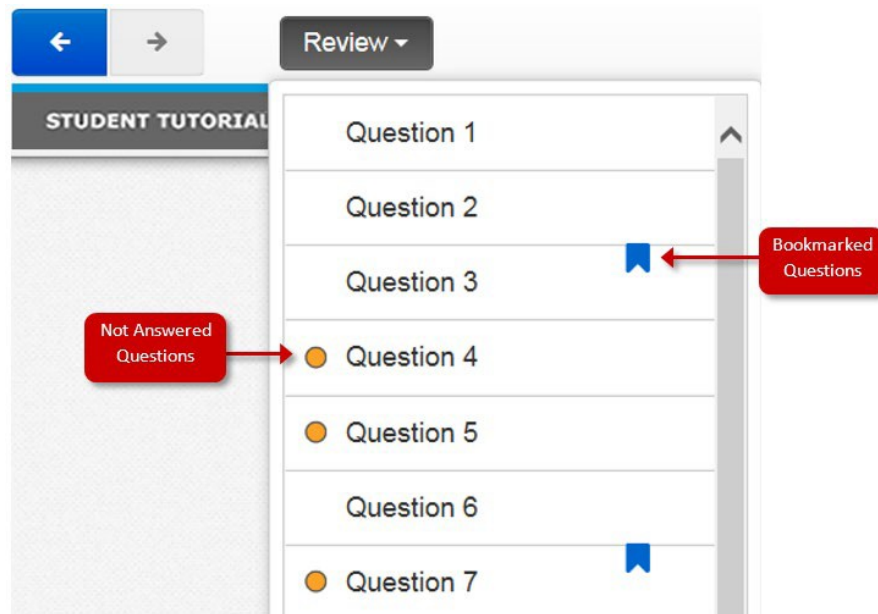 Review
STUDENT TUTORIAL
Question 1
Question 2
Bookmarked
Questions
Question 3
Not Answered
Questions
Question 4
Question 5
Question 6
Question 7